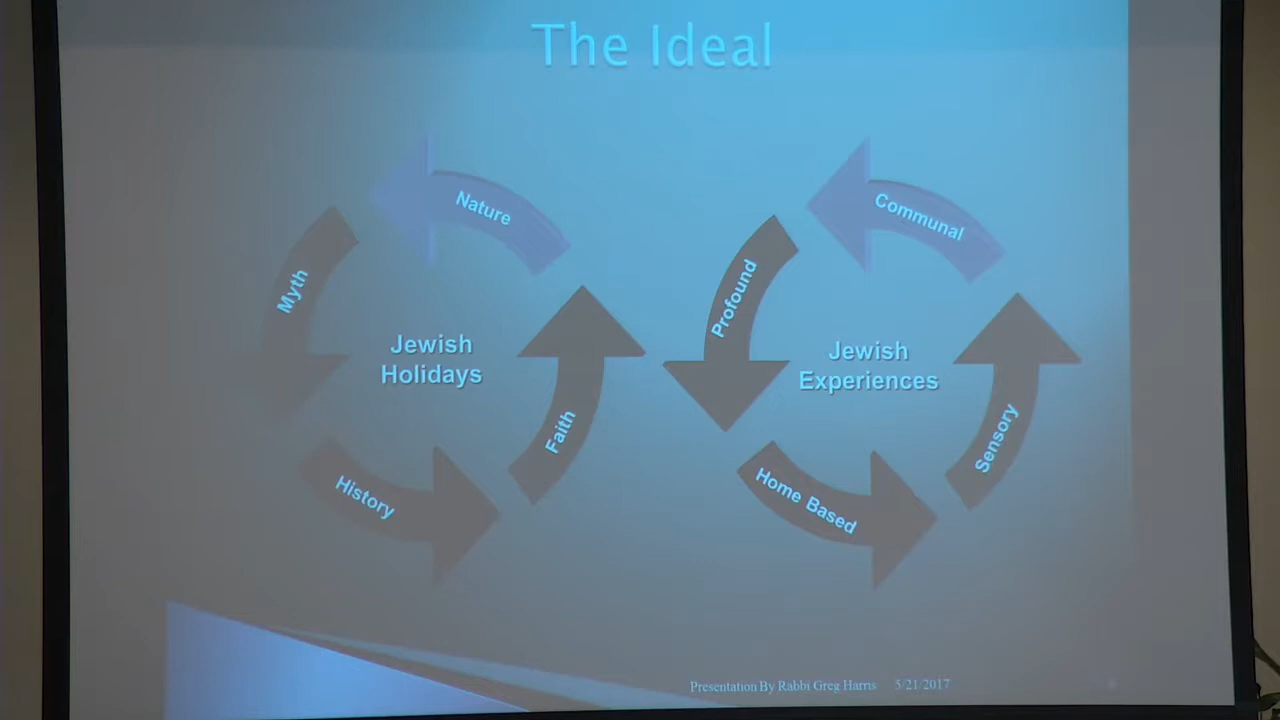 The Ideal
Nature
Myth
Jewish
Holidays
Faith
History
Communal
Profound
Jewish
Experiences
Sensory
Home Based
Presentation By Rabbi Greg Harris 5/21/2017